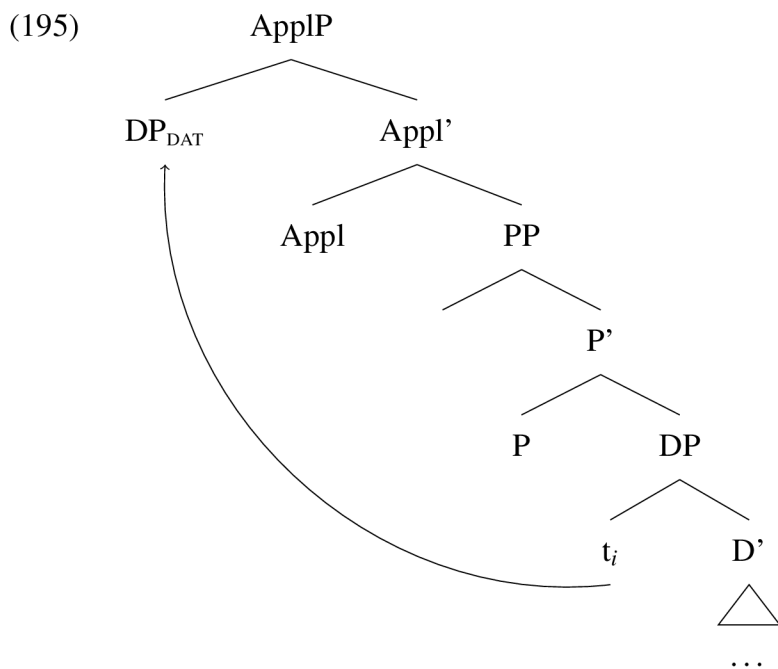 (195) ApplP
DP_DAT Appl’
Appl PP
P’
P DP
t_i D’
...